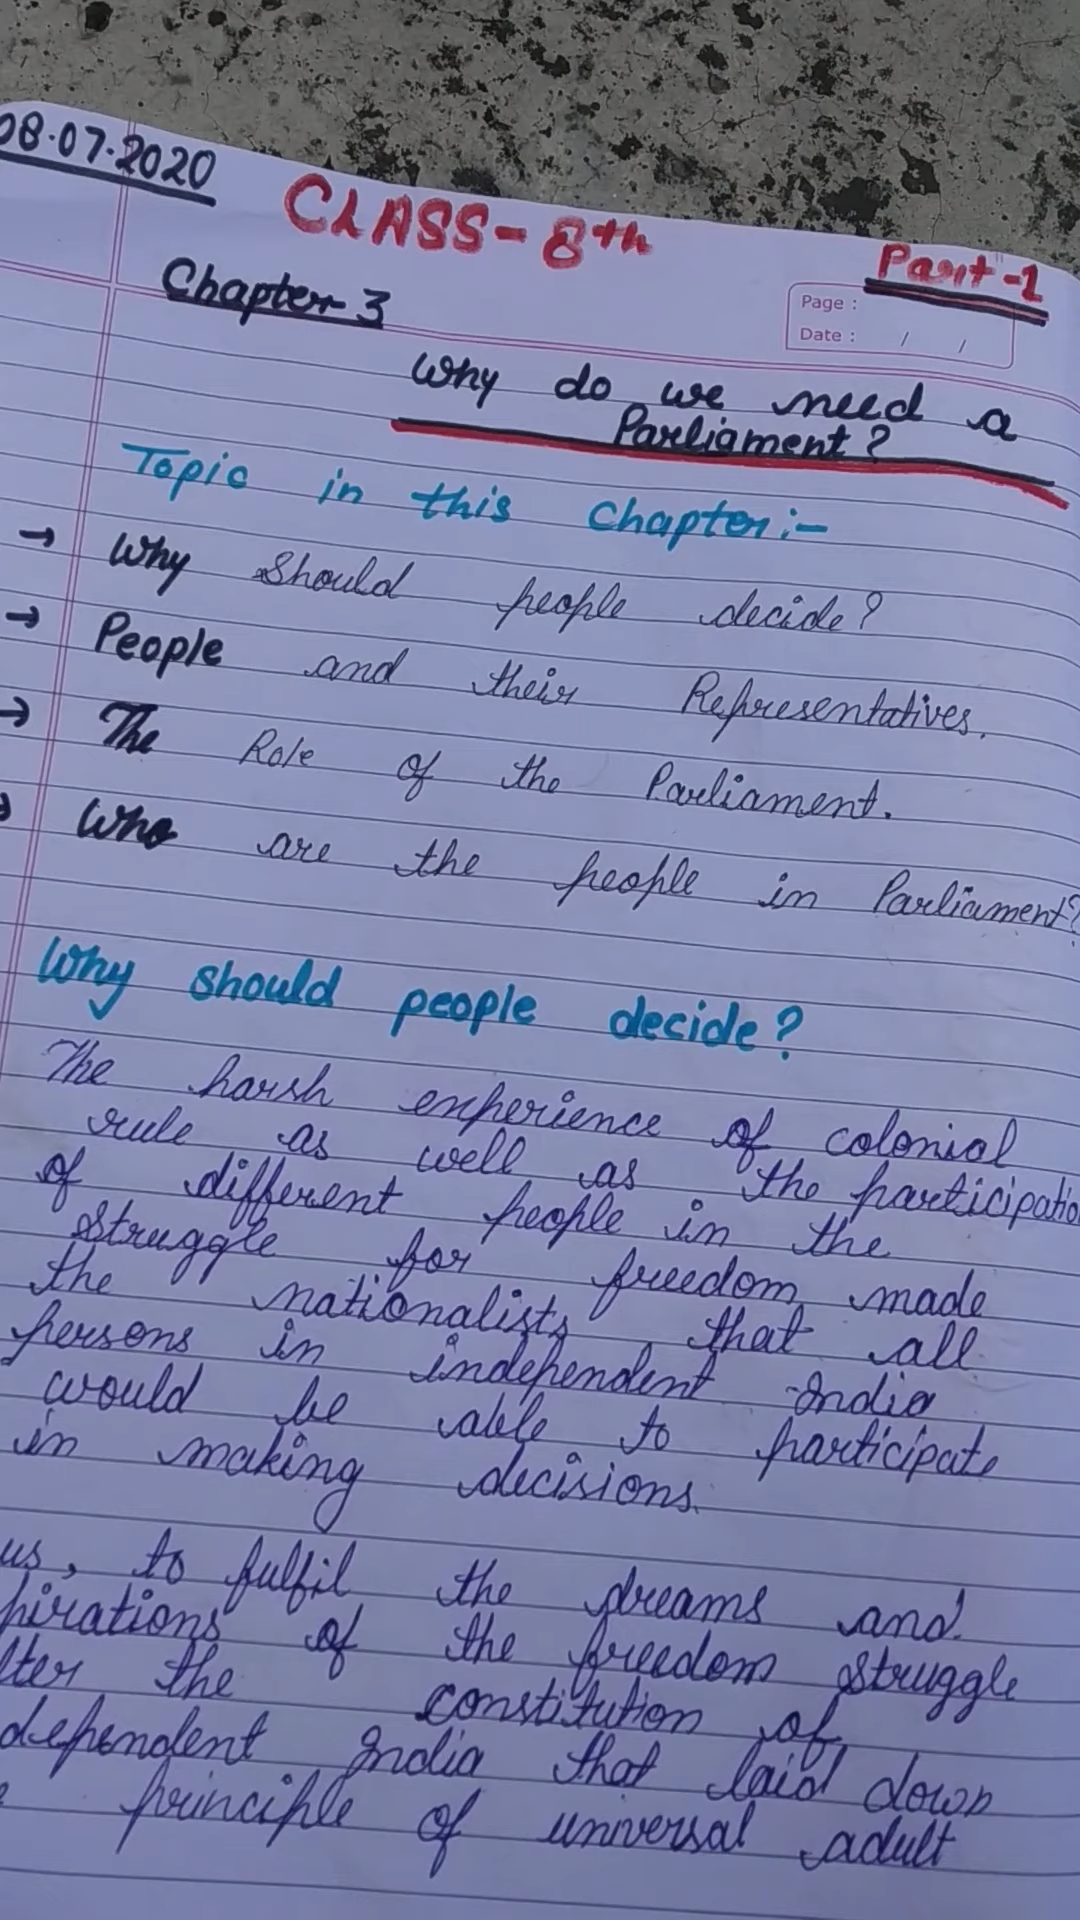 08.07.2020
CLASS-8th
Part-1
Chapter-3
Page :
Date : / /
Why do we need a
Parliament?
Topic in this Chapter:-
→ Why Should people decide?
→ People and their Representatives.
→ The Role of the Parliament.
→ Who are the people in Parliament?
Why should people decide?
The harsh experience of colonial
rule as well as the participatio
of different people in the
Struggle for freedom made
the nationalists that all
persons in independent India
would be able to participate
in making decisions.
us, to fulfil the dreams and
pirations of the freedom struggle
lter the constitution of
dependent India that laid down
e principle of universal adult